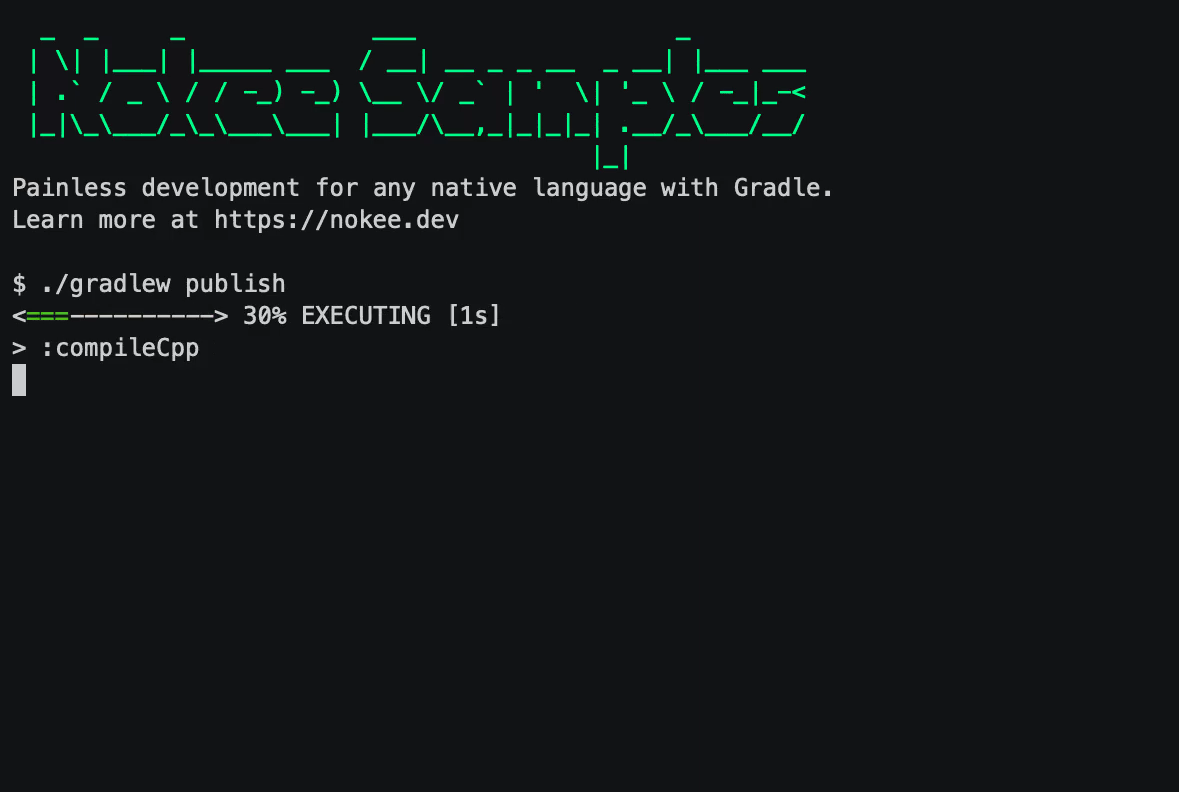 Nokee Samples
Painless development for any native language with Gradle.
Learn more at https://nokee.dev
$ ./gradlew publish
<===----------> 30% EXECUTING [1s]
> :compileCpp